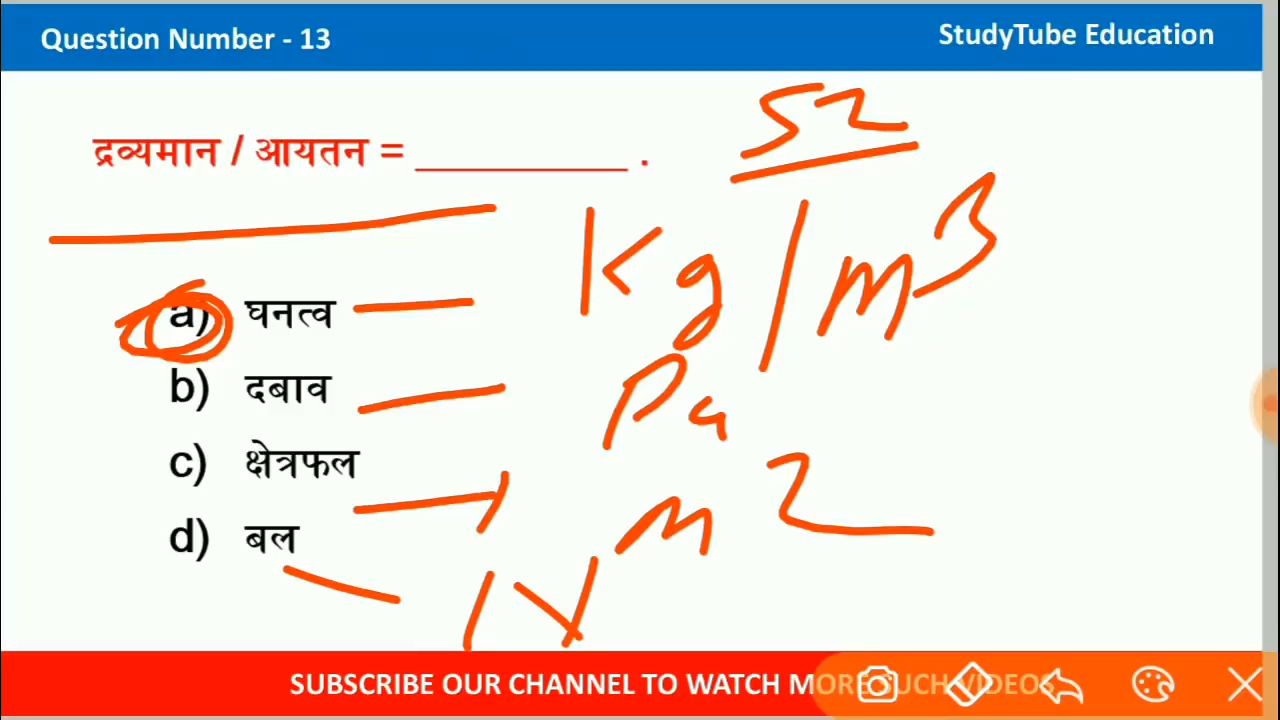 Question Number - 13
StudyTube Education
द्रव्यमान / आयतन = __________ .
a) घनत्व
b) दबाव
c) क्षेत्रफल
d) बल
Kg/m3
Pa
m2
N
SUBSCRIBE OUR CHANNEL TO WATCH MORE SUCH VIDEOS